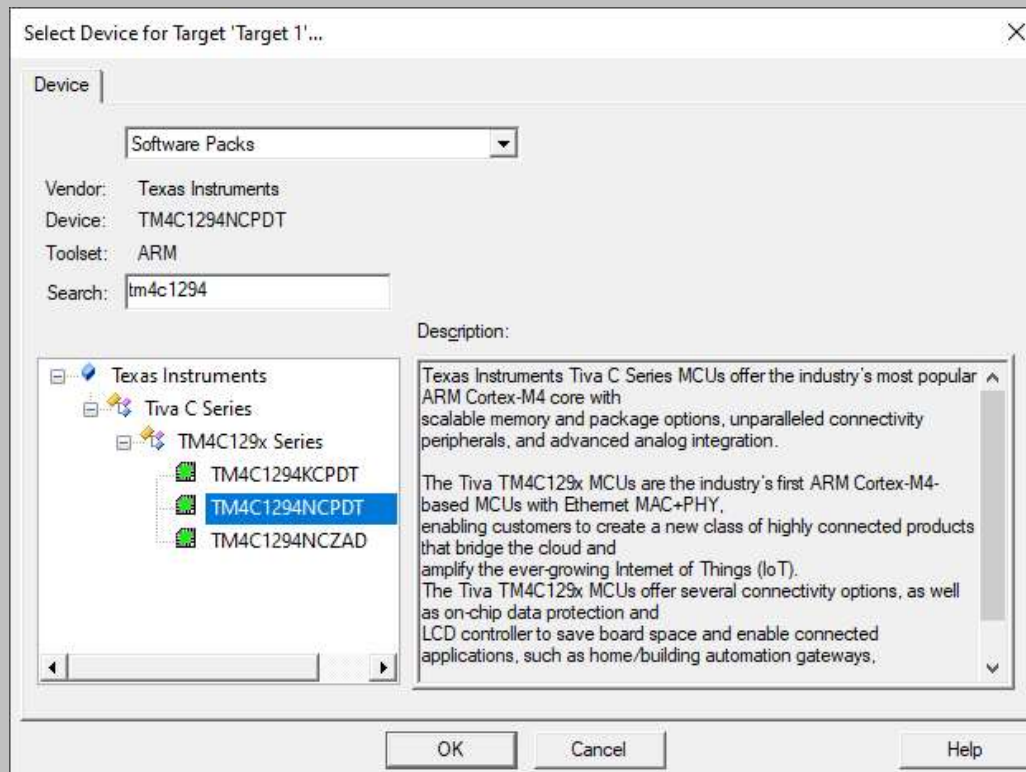 Select Device for Target 'Target 1'...
Device
Software Packs
Vendor: Texas Instruments
Device: TM4C1294NCPDT
Toolset: ARM
Search: tm4c1294
Description:
Texas Instruments
Tiva C Series
TM4C129x Series
TM4C1294KCPDT
TM4C1294NCPDT
TM4C1294NCZAD
Texas Instruments Tiva C Series MCUs offer the industry's most popular
ARM Cortex-M4 core with
scalable memory and package options, unparalleled connectivity
peripherals, and advanced analog integration.
The Tiva TM4C129x MCUs are the industry's first ARM Cortex-M4-
based MCUs with Ethernet MAC+PHY,
enabling customers to create a new class of highly connected products
that bridge the cloud and
amplify the ever-growing Internet of Things (IoT).
The Tiva TM4C129x MCUs offer several connectivity options, as well
as on-chip data protection and
LCD controller to save board space and enable connected
applications, such as home/building automation gateways,
OK
Cancel
Help